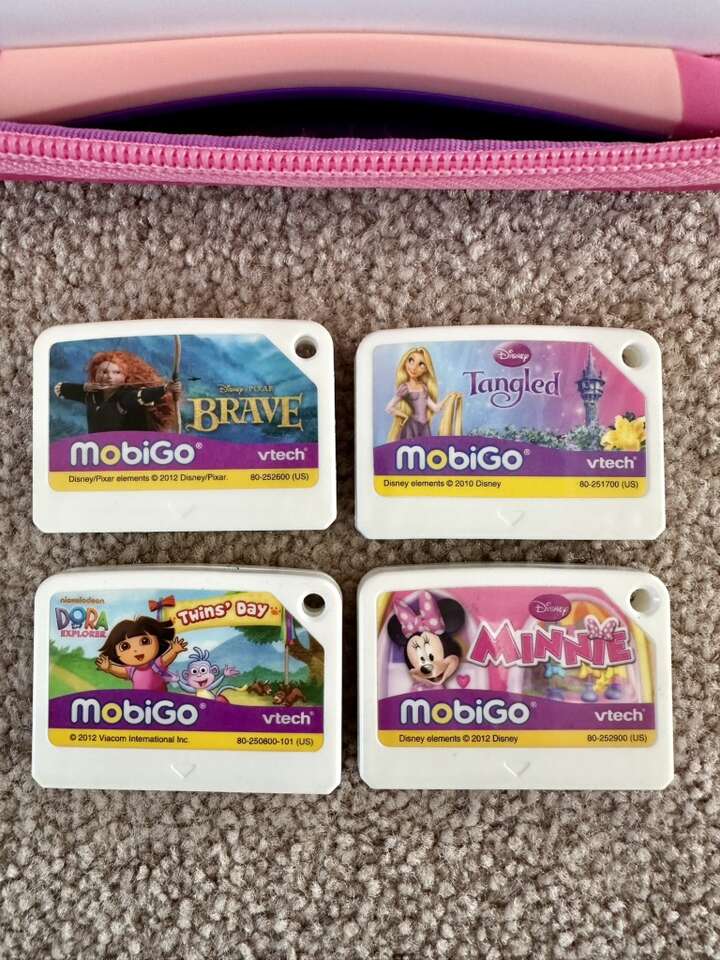 Disney PIXAR
BRAVE
MobiGo®
vtech®
Disney/Pixar elements © 2012 Disney/Pixar. 80-252600 (US)
Disney
Tangled
MobiGo®
vtech®
Disney elements © 2010 Disney 80-251700 (US)
nickelodeon
DORA
EXPLORER
Twins' Day
MobiGo®
vtech®
© 2012 Viacom International Inc. 80-250800-101 (US)
Disney
MINNIE
MobiGo®
vtech®
Disney elements © 2012 Disney 80-252900 (US)